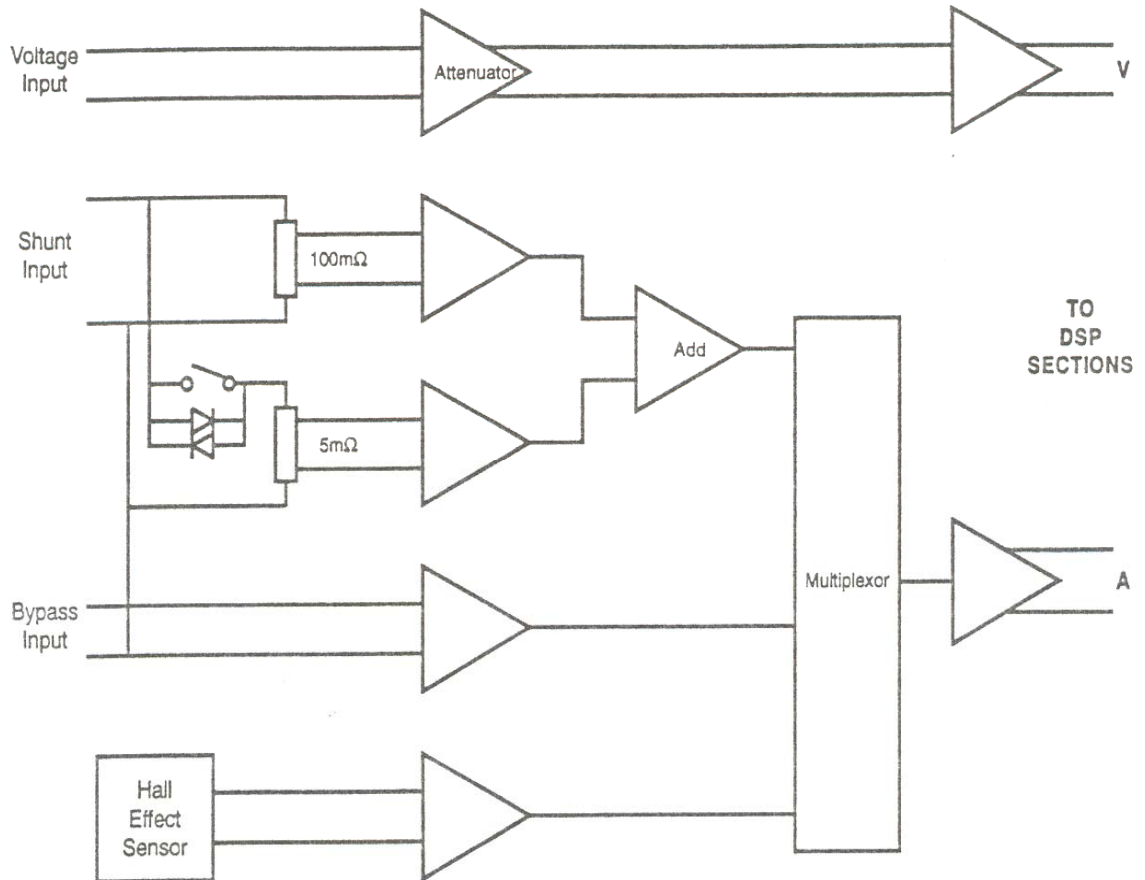 Voltage
Input
Attenuator
V
Shunt
Input
100mΩ
Add
TO
DSP
SECTIONS
5mΩ
Bypass
Input
Multiplexor
A
Hall
Effect
Sensor